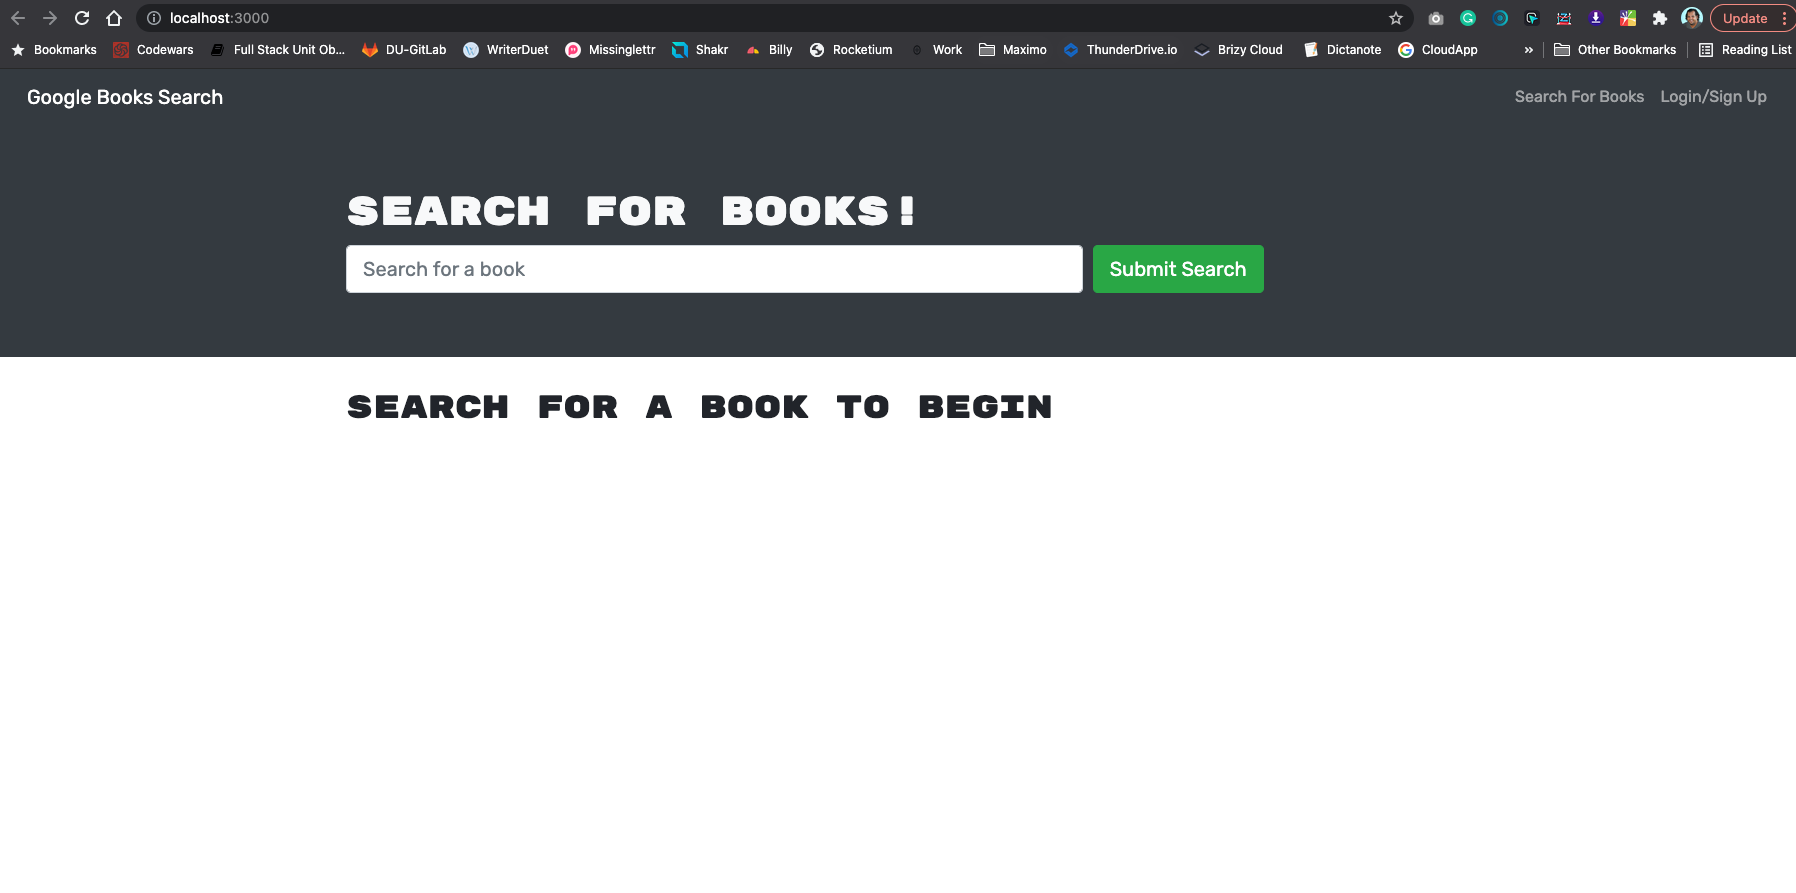 localhost:3000
Update
Bookmarks Codewars Full Stack Unit Ob... DU-GitLab WriterDuet Missinglettr Shakr Billy Rocketium Work Maximo ThunderDrive.io Brizy Cloud Dictanote CloudApp » Other Bookmarks Reading List
Google Books Search Search For Books Login/Sign Up
SEARCH FOR BOOKS!
Search for a book Submit Search
SEARCH FOR A BOOK TO BEGIN